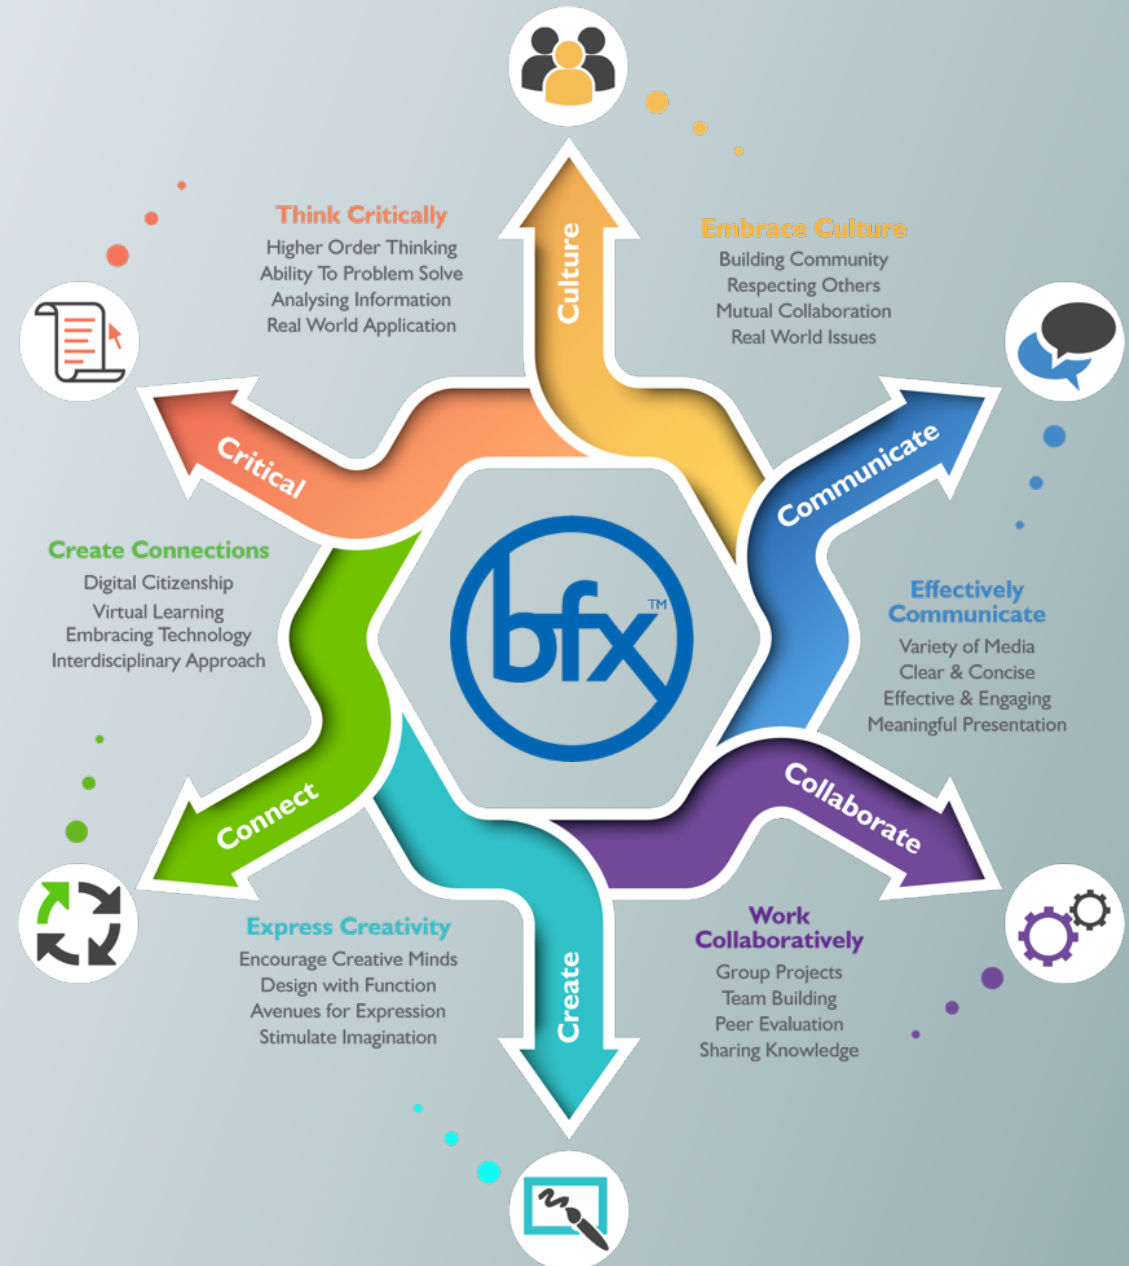 Culture
Think Critically
Higher Order Thinking
Ability To Problem Solve
Analysing Information
Real World Application
Embrace Culture
Building Community
Respecting Others
Mutual Collaboration
Real World Issues
Critical
Communicate
Create Connections
Digital Citizenship
Virtual Learning
Embracing Technology
Interdisciplinary Approach
bfx™
Effectively
Communicate
Variety of Media
Clear & Concise
Effective & Engaging
Meaningful Presentation
Connect
Collaborate
Express Creativity
Encourage Creative Minds
Design with Function
Avenues for Expression
Stimulate Imagination
Create
Work
Collaboratively
Group Projects
Team Building
Peer Evaluation
Sharing Knowledge